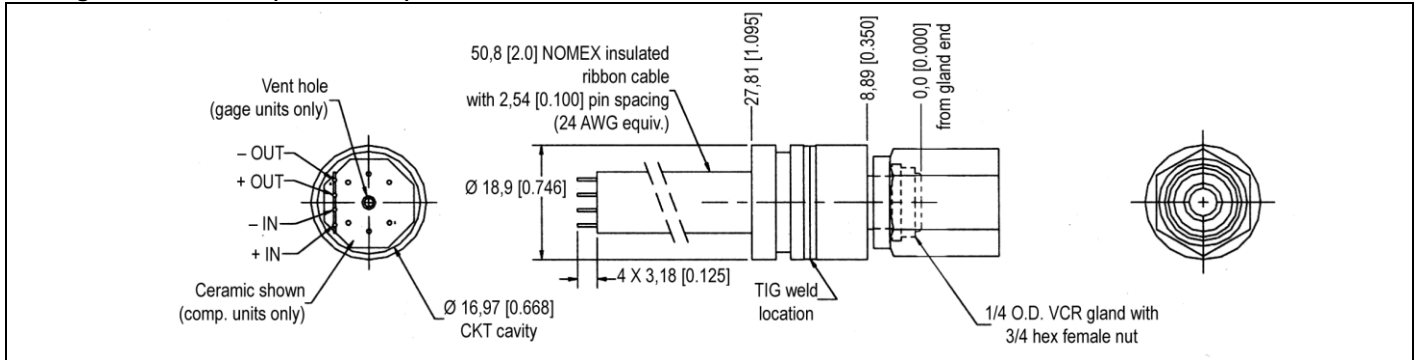 Vent hole
(gage units only)
– OUT
+ OUT
– IN
+ IN
Ceramic shown
(comp. units only)
Ø 16,97 [0.668]
CKT cavity
50,8 [2.0] NOMEX insulated
ribbon cable
with 2,54 [0.100] pin spacing
(24 AWG equiv.)
Ø 18,9 [0.746]
4 X 3,18 [0.125]
27,81 [1.095]
8,89 [0.350]
0,0 [0.000]
from gland end
TIG weld
location
1/4 O.D. VCR gland with
3/4 hex female nut